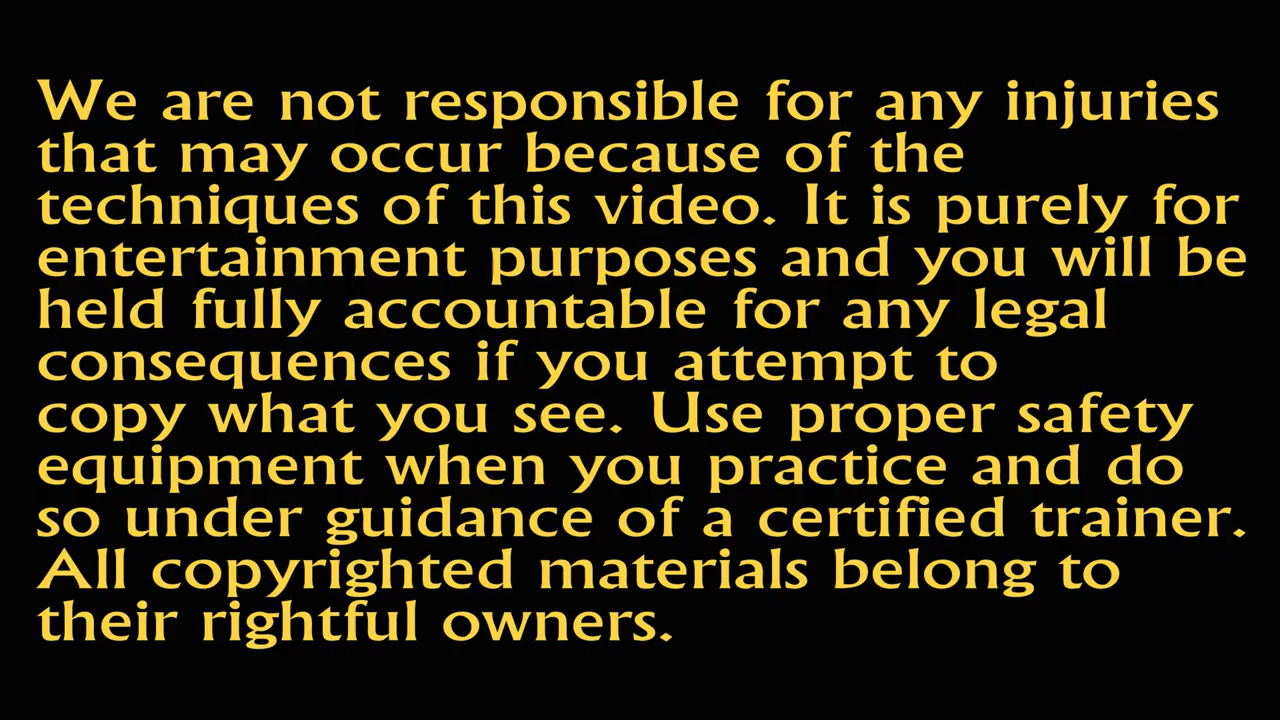 We are not responsible for any injuries
that may occur because of the
techniques of this video. It is purely for
entertainment purposes and you will be
held fully accountable for any legal
consequences if you attempt to
copy what you see. Use proper safety
equipment when you practice and do
so under guidance of a certified trainer.
All copyrighted materials belong to
their rightful owners.